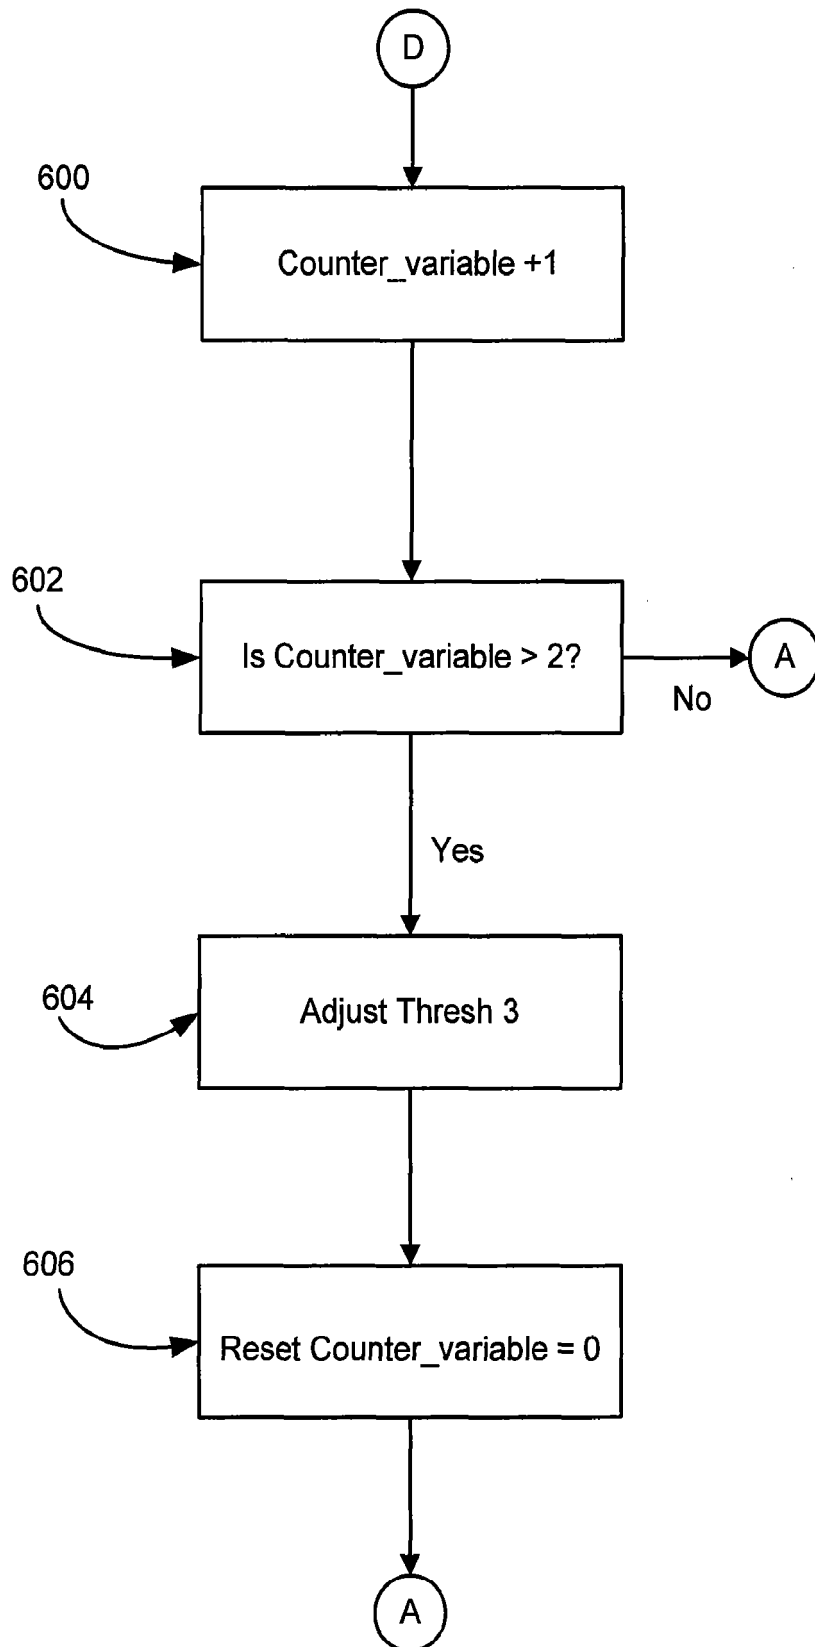 D
600
Counter_variable +1
602
Is Counter_variable > 2?
A
No
Yes
604
Adjust Thresh 3
606
Reset Counter_variable = 0
A